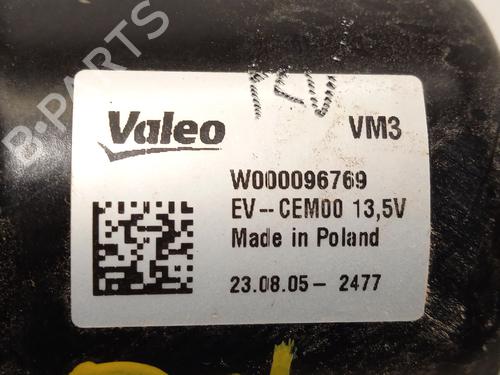 B-PARTS
Valeo
VM3
W000096769
EV--CEM00 13,5V
Made in Poland
23.08.05- 2477